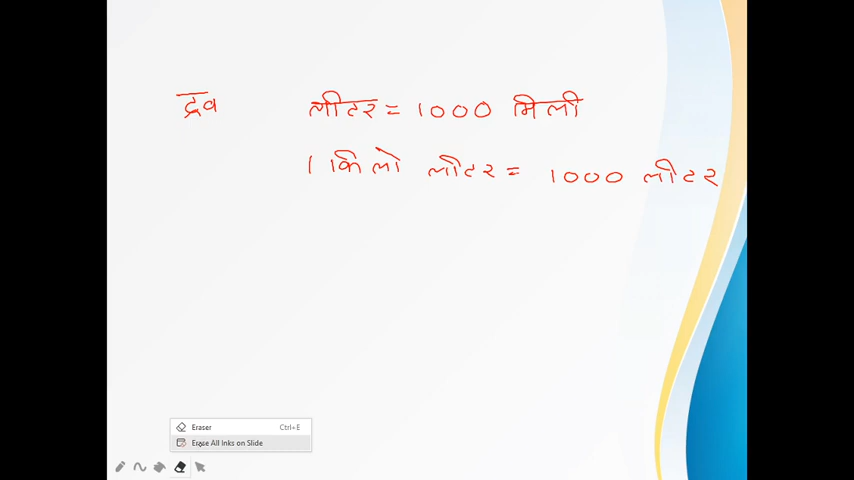 द्रव लीटर = 1000 मिली
1 किलो लीटर = 1000 लीटर
Eraser Ctrl+E
Erase All Inks on Slide